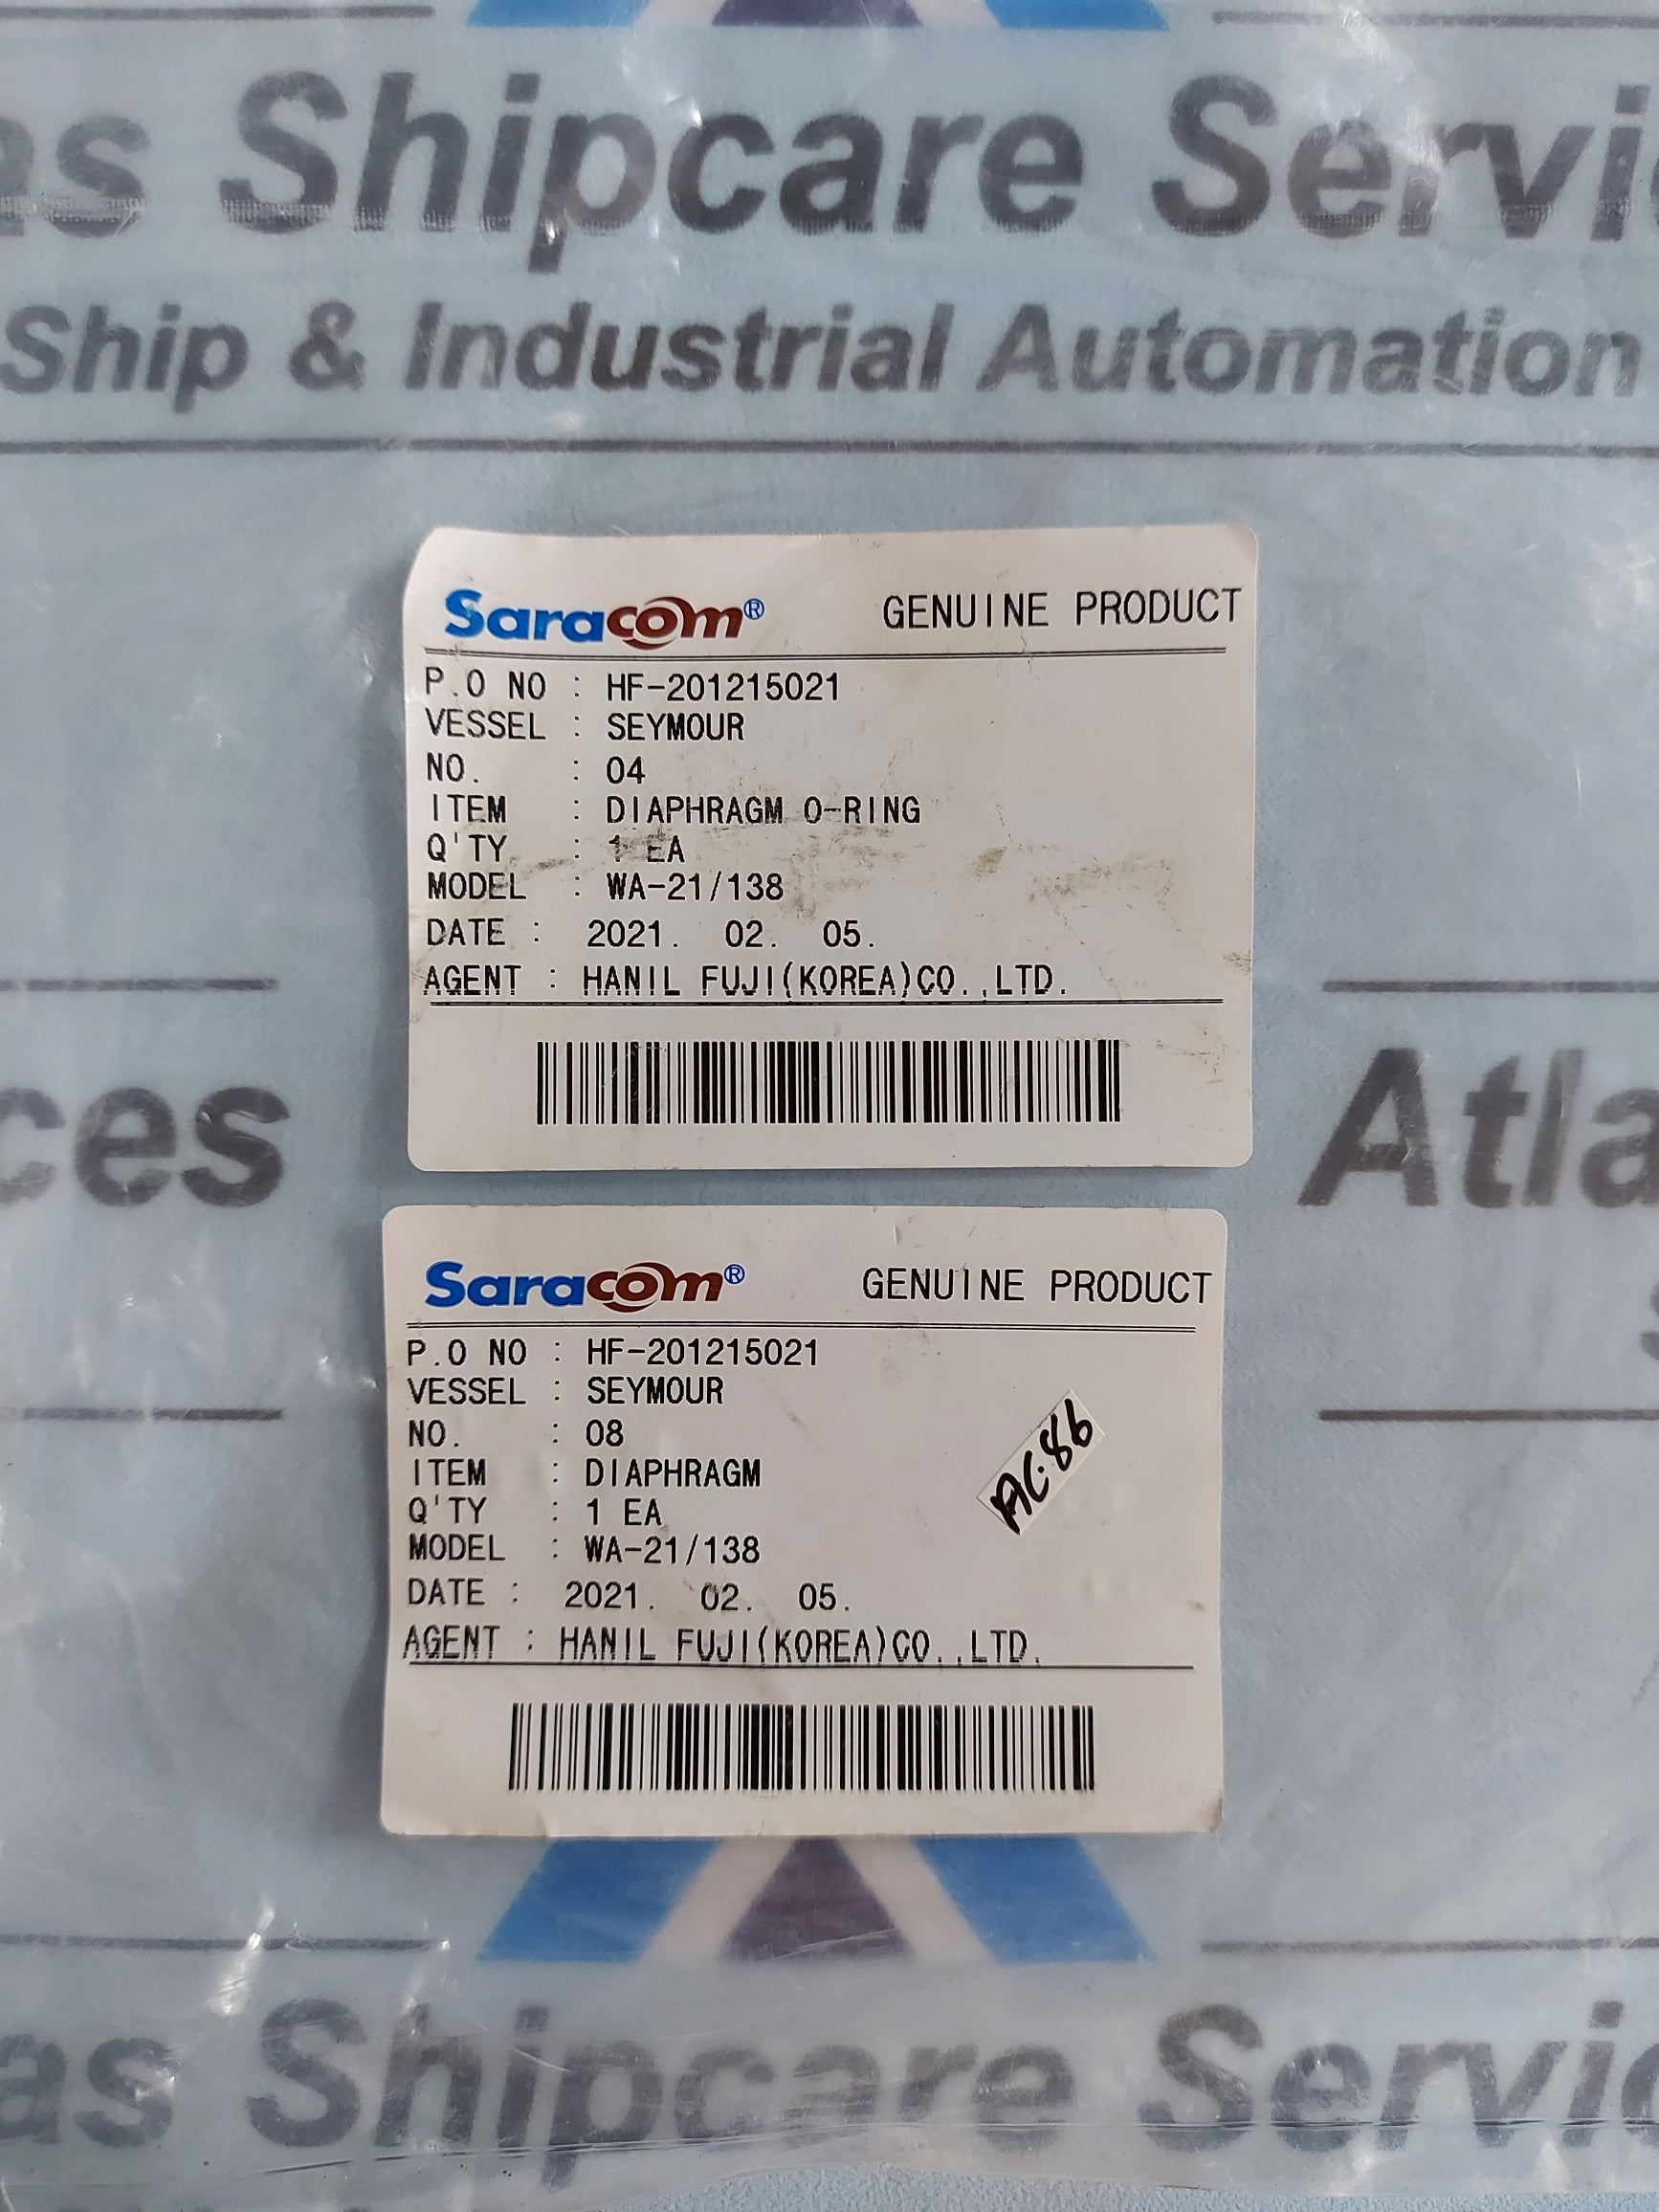 as Shipcare Servi
Ship & Industrial Automation
Saracom® GENUINE PRODUCT
P.O NO : HF-201215021
VESSEL : SEYMOUR
NO. : 04
ITEM : DIAPHRAGM O-RING
Q'TY : 1 EA
MODEL : WA-21/138
DATE : 2021. 02. 05.
AGENT : HANIL FUJI(KOREA)CO.,LTD.
ces
Atla
Saracom® GENUINE PRODUCT
P.O NO : HF-201215021
VESSEL : SEYMOUR
NO. : 08
ITEM : DIAPHRAGM
Q'TY : 1 EA
MODEL : WA-21/138
DATE : 2021. 02. 05.
AGENT : HANIL FUJI(KOREA)CO.,LTD.
AC.86
as Shipcare Servic